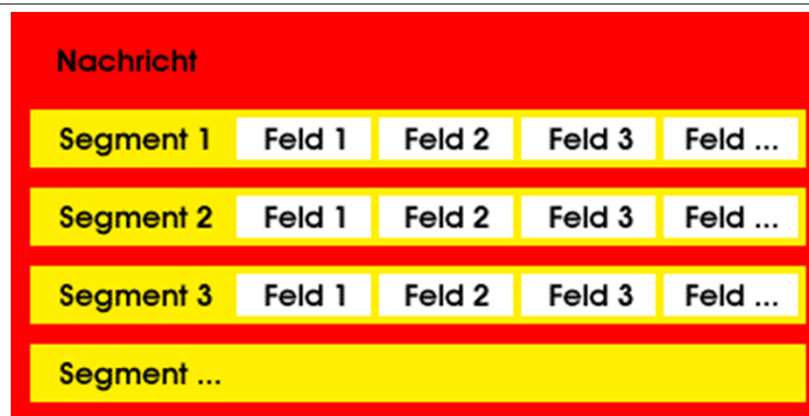 Nachricht
Segment 1 Feld 1 Feld 2 Feld 3 Feld ...
Segment 2 Feld 1 Feld 2 Feld 3 Feld ...
Segment 3 Feld 1 Feld 2 Feld 3 Feld ...
Segment ...